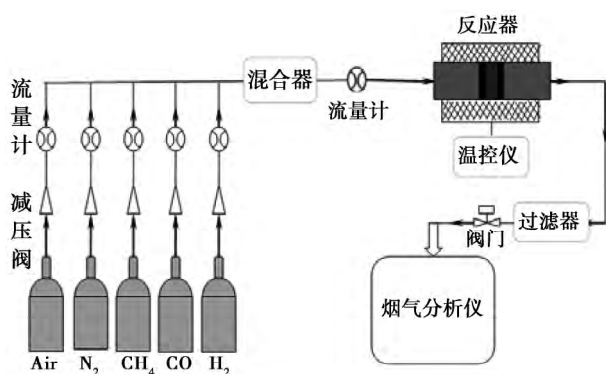 反应器
混合器
流量计
流量计
温控仪
减压阀
过滤器
阀门
烟气分析仪
Air N₂ CH₄ CO H₂